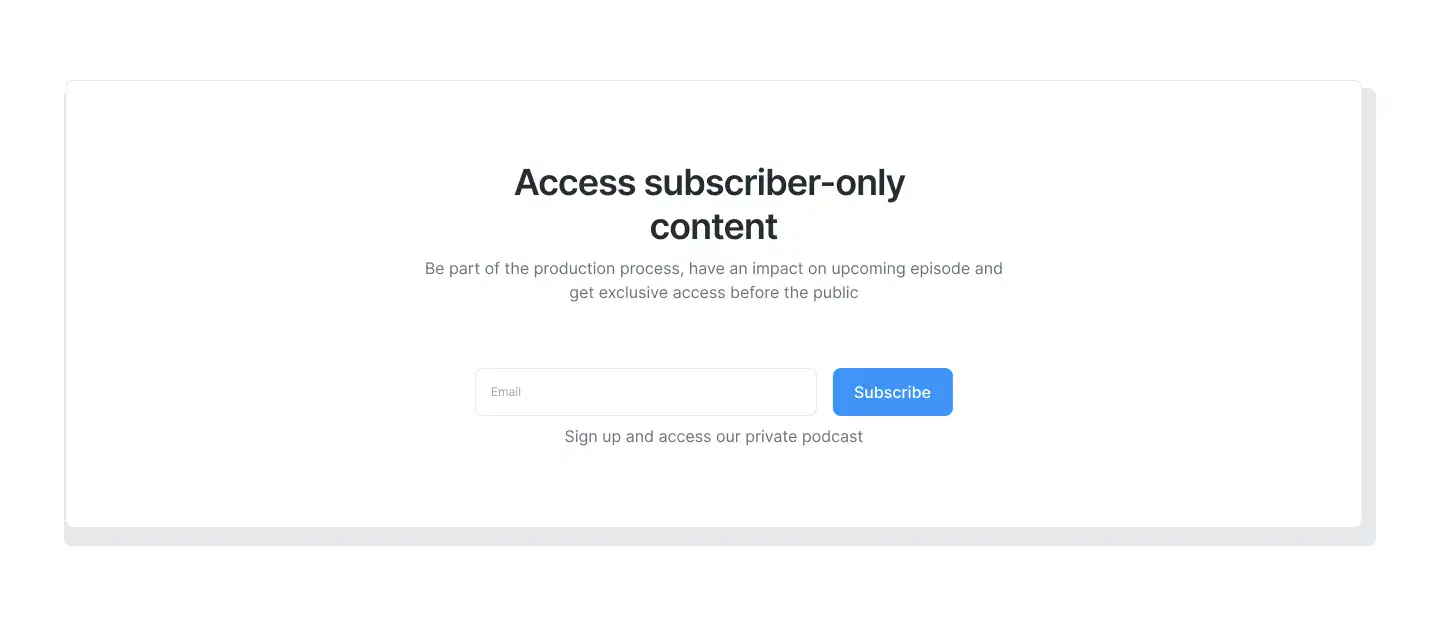 Access subscriber-only
content
Be part of the production process, have an impact on upcoming episode and
get exclusive access before the public
Email
Subscribe
Sign up and access our private podcast